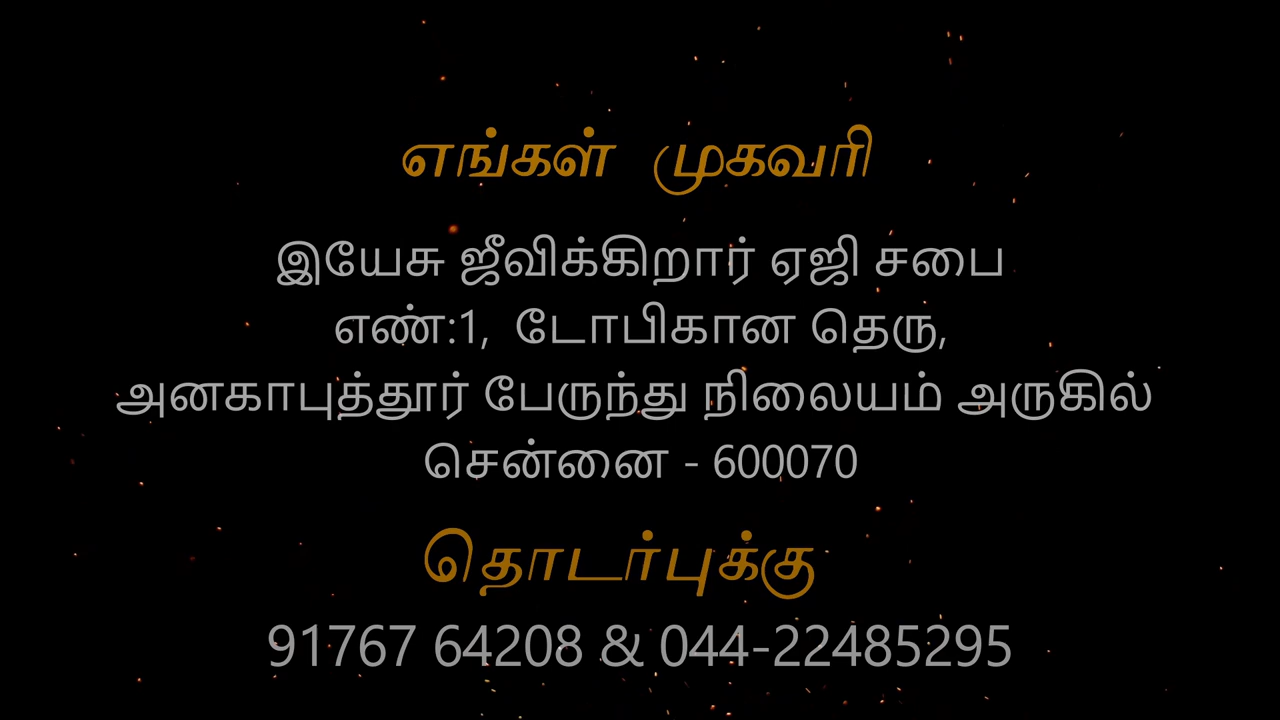 எங்கள் முகவரி
இயேசு ஜீவிக்கிறார் ஏஜி சபை
எண்:1, டோபிகான தெரு,
அனகாபுத்தூர் பேருந்து நிலையம் அருகில்
சென்னை - 600070
தொடர்புக்கு
91767 64208 & 044-22485295